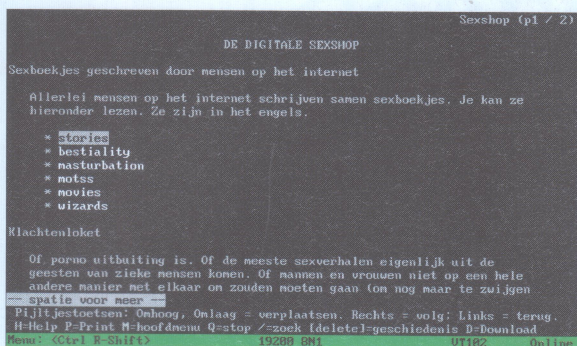 Sexshop (p1 / 2)
DE DIGITALE SEXSHOP
Sexboekjes geschreven door mensen op het internet
Allerlei mensen op het internet schrijven samen sexboekjes. Je kan ze
hieronder lezen. Ze zijn in het engels.
* stories
* bestiality
* masturbation
* motss
* movies
* wizards
Klachtenloket
Of porno uitbuiting is. Of de meeste sexverhalen eigenlijk uit de
geesten van zieke mensen komen. Of mannen en vrouwen niet op een hele
andere manier met elkaar om zouden moeten gaan (om nog maar te zwijgen
-- spatie voor meer --
Pijltjestoetsen: Omhoog, Omlaag = verplaatsen. Rechts = volg; Links = terug.
H=Help P=Print M=hoofdmenu Q=stop /=zoek [delete]=geschiedenis D=Download
Menu: <Ctrl R-Shift> 19200 8N1 VT102 Online